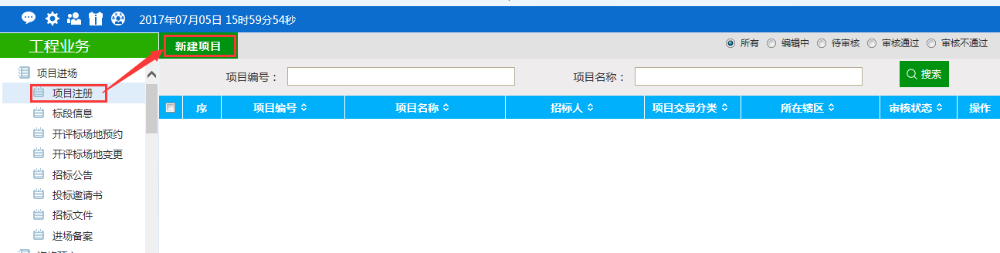 2017年07月05日 15时59分54秒
工程业务
新建项目
所有 编辑中 待审核 审核通过 审核不通过
项目进场
项目编号： 项目名称： 搜索
项目注册
序 项目编号 项目名称 招标人 项目交易分类 所在辖区 审核状态 操作
标段信息
开评标场地预约
开评标场地变更
招标公告
投标邀请书
招标文件
进场备案